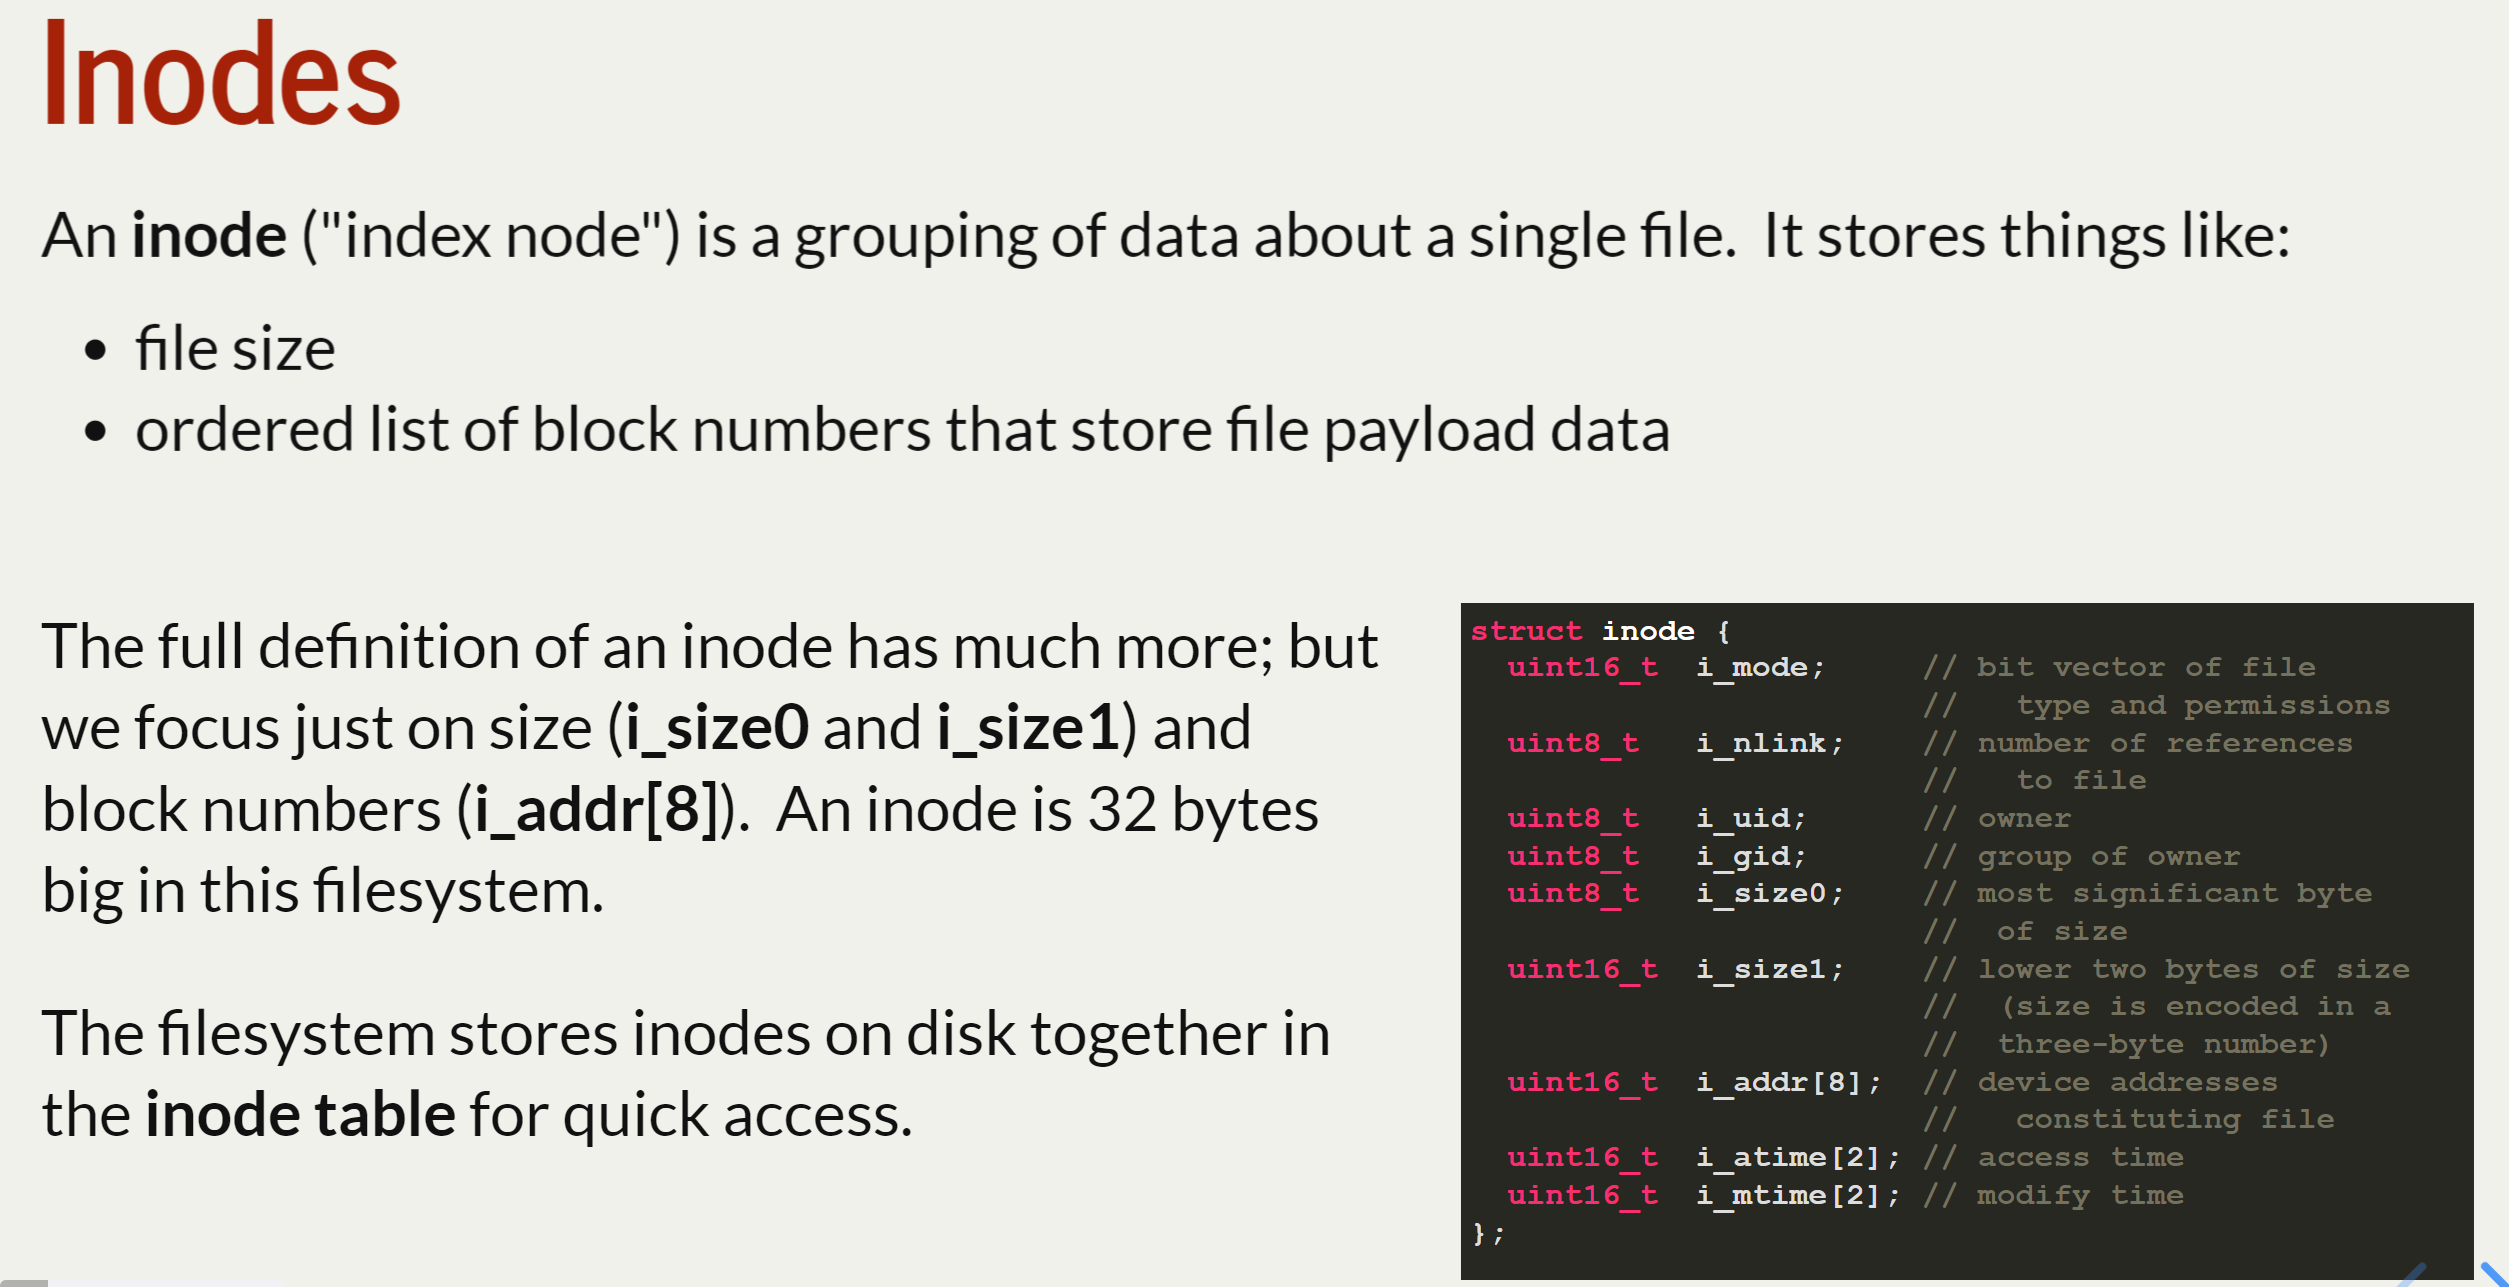 Inodes
An inode ("index node") is a grouping of data about a single file.  It stores things like:
• file size
• ordered list of block numbers that store file payload data
The full definition of an inode has much more; but
we focus just on size (i_size0 and i_size1) and
block numbers (i_addr[8]).  An inode is 32 bytes
big in this filesystem.
The filesystem stores inodes on disk together in
the inode table for quick access.
struct inode {
  uint16_t  i_mode;     // bit vector of file
                        //   type and permissions
  uint8_t   i_nlink;    // number of references
                        //   to file
  uint8_t   i_uid;      // owner
  uint8_t   i_gid;      // group of owner
  uint8_t   i_size0;    // most significant byte
                        //  of size
  uint16_t  i_size1;    // lower two bytes of size
                        //  (size is encoded in a
                        //  three-byte number)
  uint16_t  i_addr[8];  // device addresses
                        //   constituting file
  uint16_t  i_atime[2]; // access time
  uint16_t  i_mtime[2]; // modify time
};